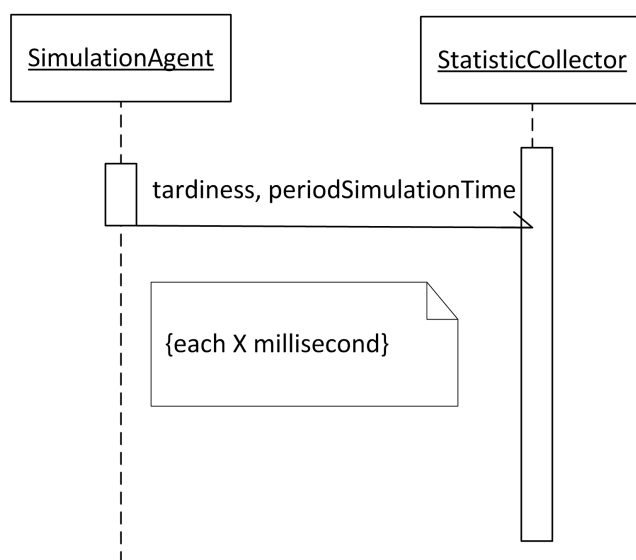 SimulationAgent
StatisticCollector
tardiness, periodSimulationTime
{each X millisecond}